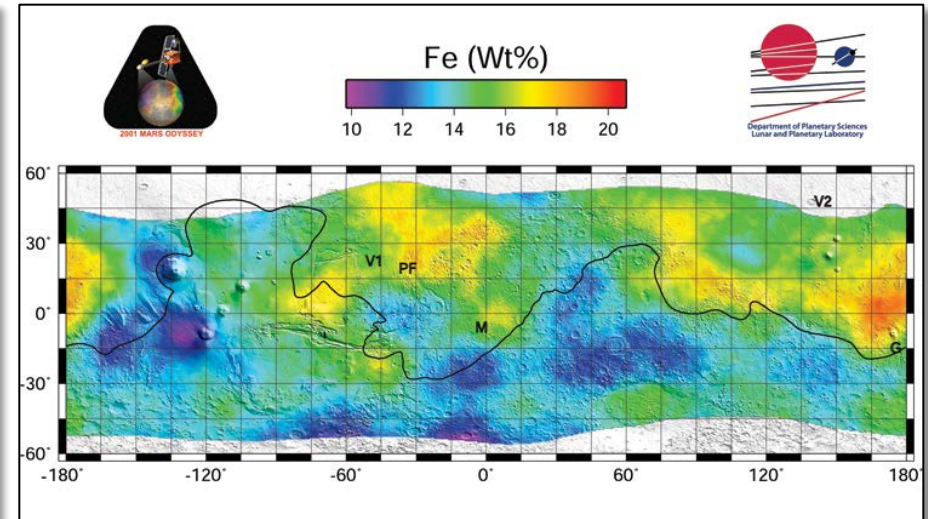 2001 MARS ODYSSEY
Fe (Wt%)
10 12 14 16 18 20
Department of Planetary Sciences
Lunar and Planetary Laboratory
60°
30°
0°
-30°
-60°
V2
V1
PF
M
G
-180° -120° -60° 0° 60° 120° 180°